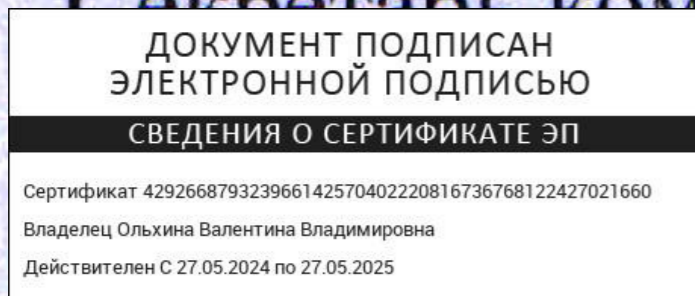 ДОКУМЕНТ ПОДПИСАН
ЭЛЕКТРОННОЙ ПОДПИСЬЮ
СВЕДЕНИЯ О СЕРТИФИКАТЕ ЭП
Сертификат 429266879323966142570402220816736768122427021660
Владелец Ольхина Валентина Владимировна
Действителен С 27.05.2024 по 27.05.2025